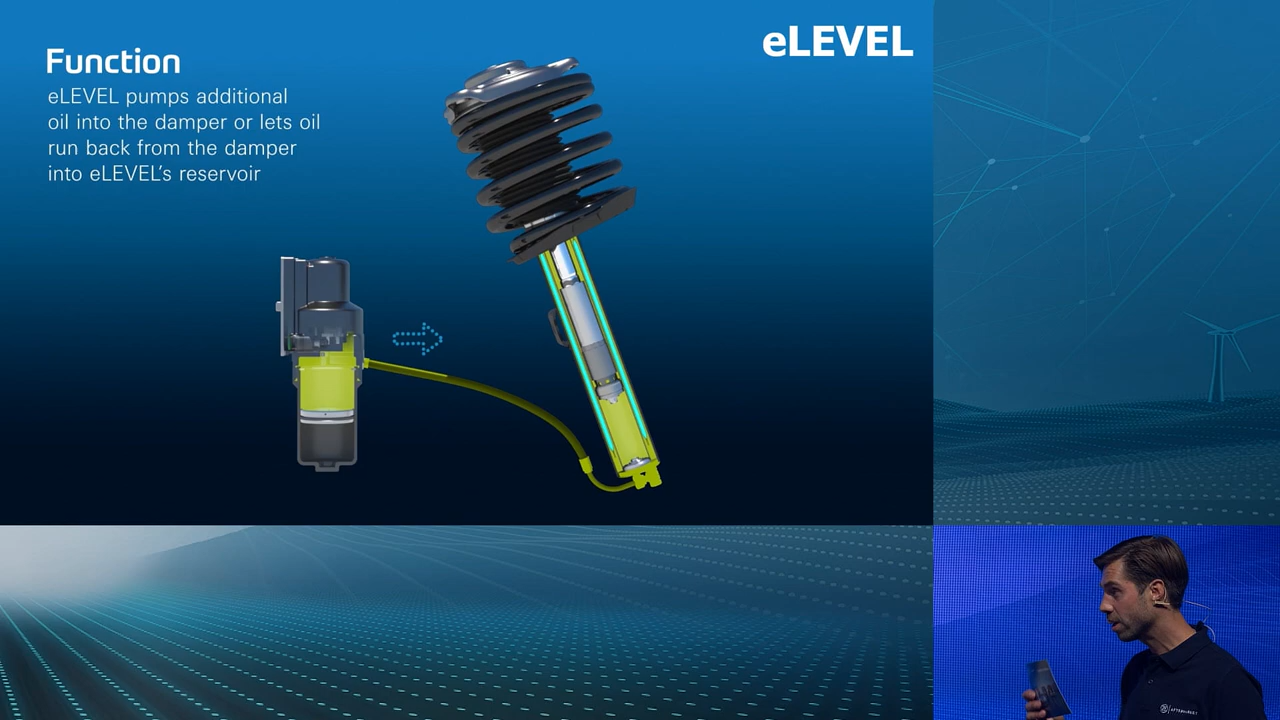 eLEVEL
Function
eLEVEL pumps additional
oil into the damper or lets oil
run back from the damper
into eLEVEL’s reservoir